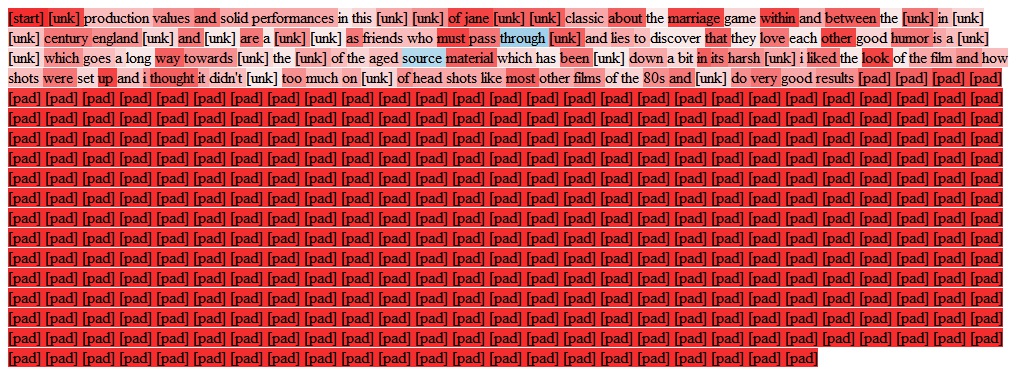 [start] [unk] production values and solid performances in this [unk] [unk] of jane [unk] [unk] classic about the marriage game within and between the [unk] in [unk]
[unk] century england [unk] and [unk] are a [unk] [unk] as friends who must pass through [unk] and lies to discover that they love each other good humor is a [unk]
[unk] which goes a long way towards [unk] the [unk] of the aged source material which has been [unk] down a bit in its harsh [unk] i liked the look of the film and how
shots were set up and i thought it didn't [unk] too much on [unk] of head shots like most other films of the 80s and [unk] do very good results [pad] [pad] [pad] [pad]
[pad] [pad] [pad] [pad] [pad] [pad] [pad] [pad] [pad] [pad] [pad] [pad] [pad] [pad] [pad] [pad] [pad] [pad] [pad] [pad] [pad] [pad] [pad] [pad] [pad] [pad] [pad]
[pad] [pad] [pad] [pad] [pad] [pad] [pad] [pad] [pad] [pad] [pad] [pad] [pad] [pad] [pad] [pad] [pad] [pad] [pad] [pad] [pad] [pad] [pad] [pad] [pad] [pad] [pad]
[pad] [pad] [pad] [pad] [pad] [pad] [pad] [pad] [pad] [pad] [pad] [pad] [pad] [pad] [pad] [pad] [pad] [pad] [pad] [pad] [pad] [pad] [pad] [pad] [pad] [pad] [pad]
[pad] [pad] [pad] [pad] [pad] [pad] [pad] [pad] [pad] [pad] [pad] [pad] [pad] [pad] [pad] [pad] [pad] [pad] [pad] [pad] [pad] [pad] [pad] [pad] [pad] [pad] [pad]
[pad] [pad] [pad] [pad] [pad] [pad] [pad] [pad] [pad] [pad] [pad] [pad] [pad] [pad] [pad] [pad] [pad] [pad] [pad] [pad] [pad] [pad] [pad] [pad] [pad] [pad] [pad]
[pad] [pad] [pad] [pad] [pad] [pad] [pad] [pad] [pad] [pad] [pad] [pad] [pad] [pad] [pad] [pad] [pad] [pad] [pad] [pad] [pad] [pad] [pad] [pad] [pad] [pad] [pad]
[pad] [pad] [pad] [pad] [pad] [pad] [pad] [pad] [pad] [pad] [pad] [pad] [pad] [pad] [pad] [pad] [pad] [pad] [pad] [pad] [pad] [pad] [pad] [pad] [pad] [pad] [pad]
[pad] [pad] [pad] [pad] [pad] [pad] [pad] [pad] [pad] [pad] [pad] [pad] [pad] [pad] [pad] [pad] [pad] [pad] [pad] [pad] [pad] [pad] [pad] [pad] [pad] [pad] [pad]
[pad] [pad] [pad] [pad] [pad] [pad] [pad] [pad] [pad] [pad] [pad] [pad] [pad] [pad] [pad] [pad] [pad] [pad] [pad] [pad] [pad] [pad] [pad] [pad] [pad] [pad] [pad]
[pad] [pad] [pad] [pad] [pad] [pad] [pad] [pad] [pad] [pad] [pad] [pad] [pad] [pad] [pad] [pad] [pad] [pad] [pad] [pad] [pad] [pad] [pad] [pad] [pad] [pad] [pad]
[pad] [pad] [pad] [pad] [pad] [pad] [pad] [pad] [pad] [pad] [pad] [pad] [pad] [pad] [pad] [pad] [pad] [pad] [pad] [pad] [pad] [pad] [pad] [pad] [pad] [pad] [pad]
[pad] [pad] [pad] [pad] [pad] [pad] [pad] [pad] [pad] [pad] [pad] [pad] [pad] [pad] [pad] [pad] [pad] [pad] [pad] [pad] [pad] [pad] [pad] [pad] [pad] [pad] [pad]
[pad] [pad] [pad] [pad] [pad] [pad] [pad] [pad] [pad] [pad] [pad] [pad] [pad] [pad] [pad] [pad] [pad] [pad] [pad] [pad] [pad] [pad] [pad] [pad] [pad] [pad] [pad]
[pad] [pad] [pad] [pad] [pad] [pad] [pad] [pad] [pad] [pad] [pad] [pad] [pad] [pad] [pad] [pad] [pad] [pad] [pad] [pad] [pad] [pad]